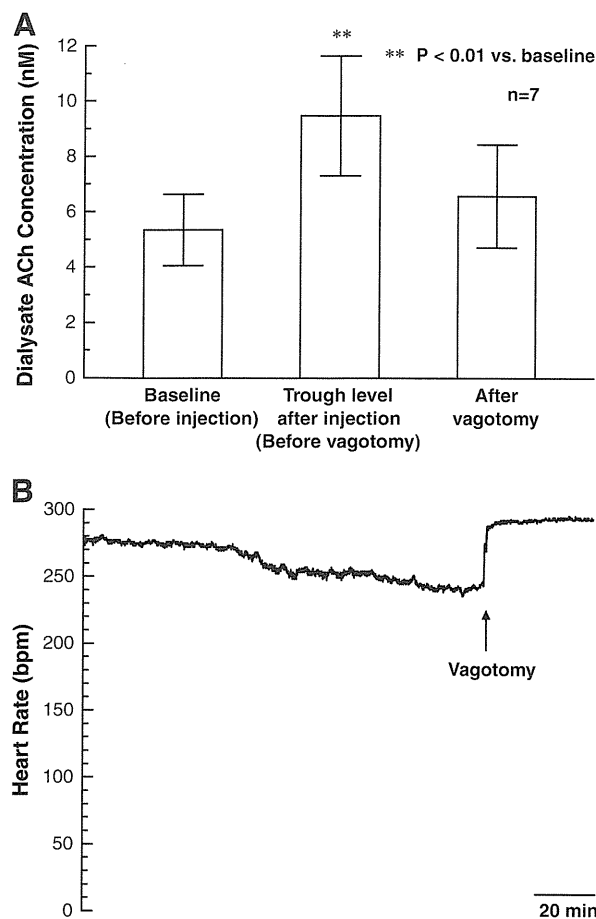 A
Dialysate ACh Concentration (nM)
12
10
8
6
4
2
0
**
** P < 0.01 vs. baseline
n=7
Baseline
(Before injection)
Trough level
after injection
(Before vagotomy)
After
vagotomy
B
Heart Rate (bpm)
300
250
200
150
100
50
0
Vagotomy
20 min